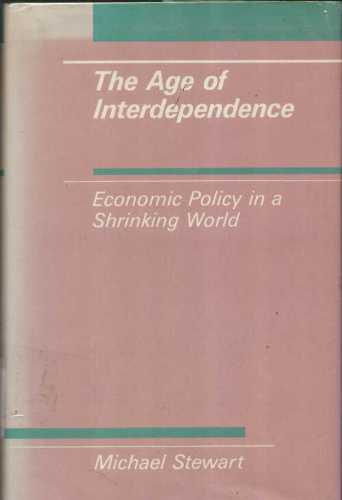 The Age of
Interdependence
Economic Policy in a
Shrinking World
Michael Stewart